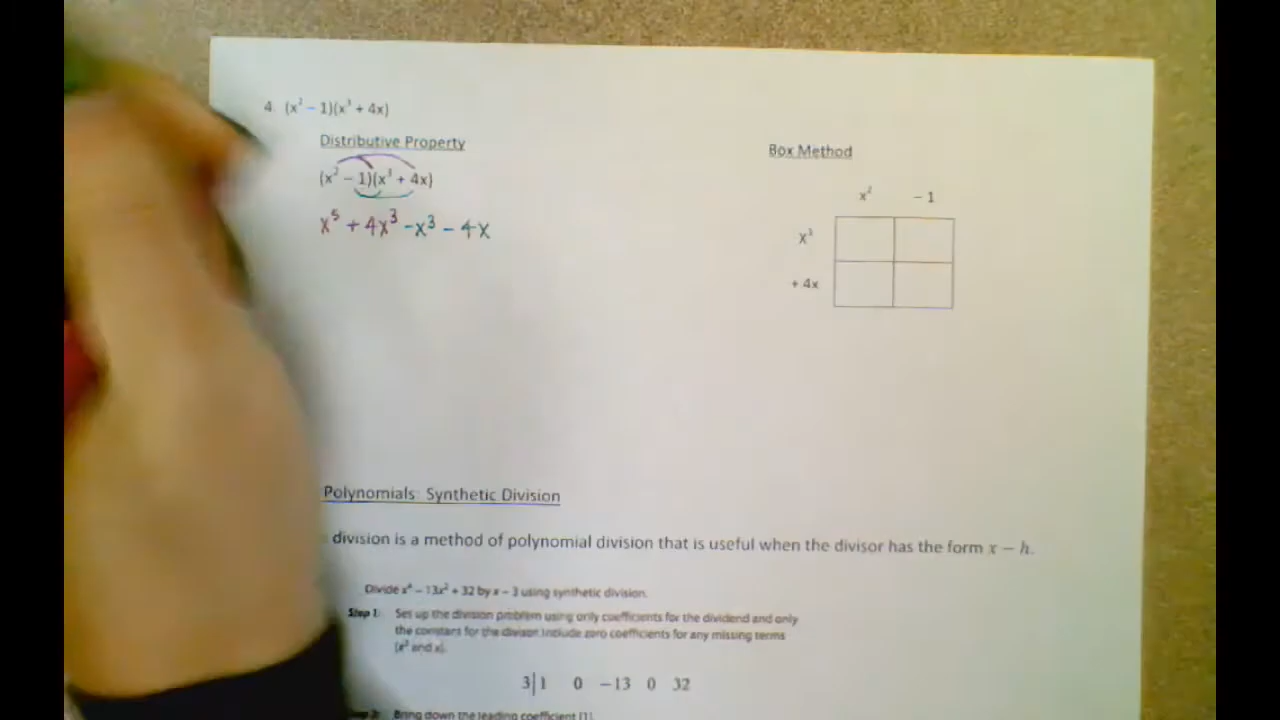 4. (x² − 1)(x³ + 4x)
Distributive Property
(x² − 1)(x³ + 4x)
x⁵ + 4x³ - x³ - 4x
Box Method
x² − 1
x³
+ 4x
Polynomials: Synthetic Division
division is a method of polynomial division that is useful when the divisor has the form x − h.
Divide x⁴ − 13x² + 32 by x − 3 using synthetic division.
Step 1: Set up the division problem using only coefficients for the dividend and only
the constant for the divisor. Include zero coefficients for any missing terms
(x³ and x).
3| 1 0 −13 0 32
Step 2: Bring down the leading coefficient [1].